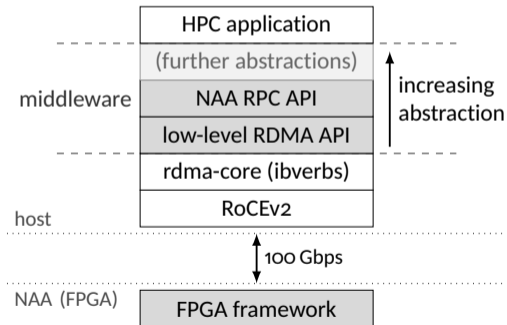 HPC application
(further abstractions)
middleware
NAA RPC API
increasing
abstraction
low-level RDMA API
rdma-core (ibverbs)
RoCEv2
host
100 Gbps
NAA (FPGA)
FPGA framework